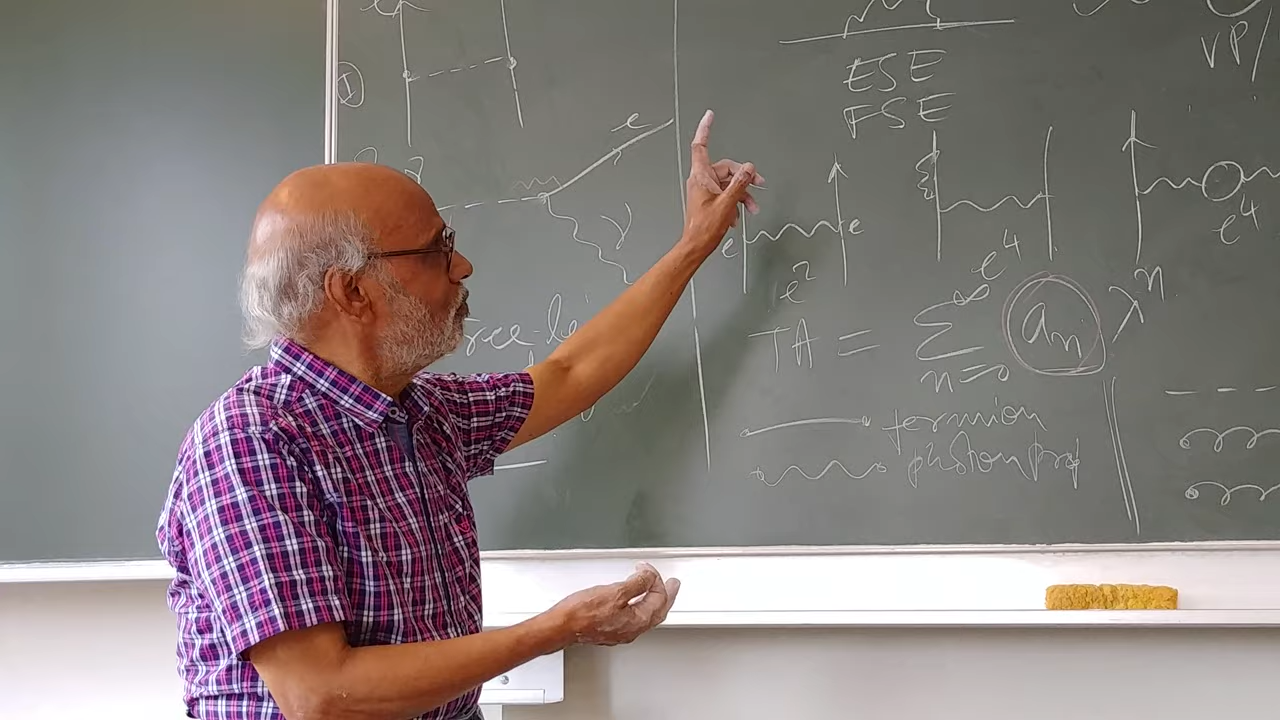 ESE
FSE
VP/
I
e
γ
e e
e²
e⁴
e⁴
TA = ∑ n=0 ∞ aₙ λⁿ
fermion
photon prop